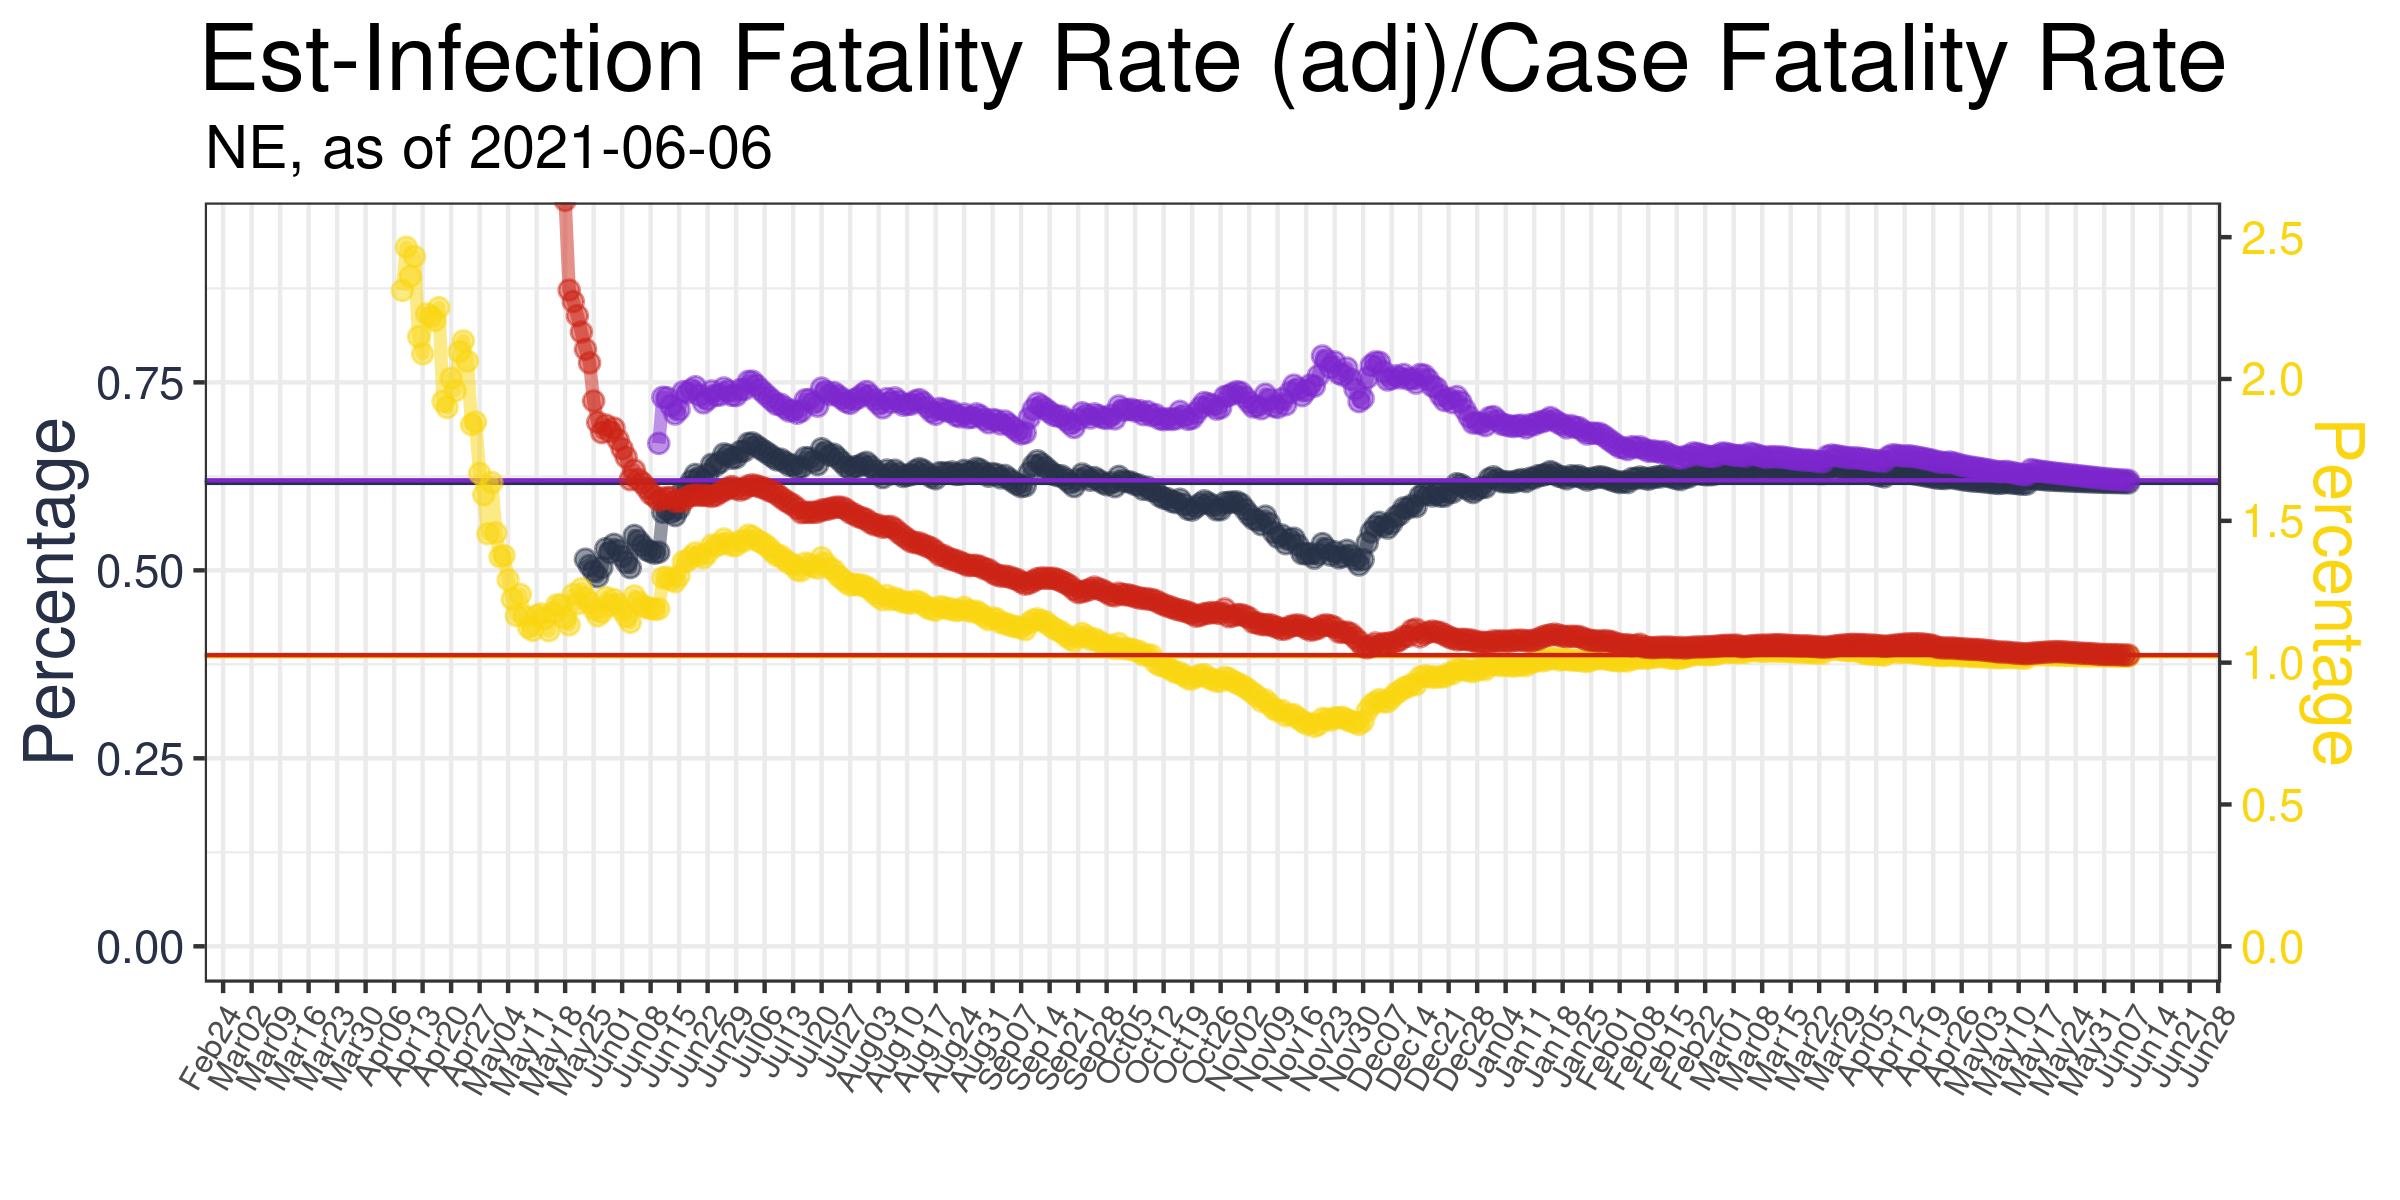 Est-Infection Fatality Rate (adj)/Case Fatality Rate
NE, as of 2021-06-06
Percentage
0.75
0.50
0.25
0.00
2.5
2.0
1.5
1.0
0.5
0.0
Percentage
Feb24
Mar02
Mar09
Mar16
Mar23
Mar30
Apr06
Apr13
Apr20
Apr27
May04
May11
May18
May25
Jun01
Jun08
Jun15
Jun22
Jun29
Jul06
Jul13
Jul20
Jul27
Aug03
Aug10
Aug17
Aug24
Aug31
Sep07
Sep14
Sep21
Sep28
Oct05
Oct12
Oct19
Oct26
Nov02
Nov09
Nov16
Nov23
Nov30
Dec07
Dec14
Dec21
Dec28
Jan04
Jan11
Jan18
Jan25
Feb01
Feb08
Feb15
Feb22
Mar01
Mar08
Mar15
Mar22
Mar29
Apr05
Apr12
Apr19
Apr26
May03
May10
May17
May24
May31
Jun07
Jun14
Jun21
Jun28